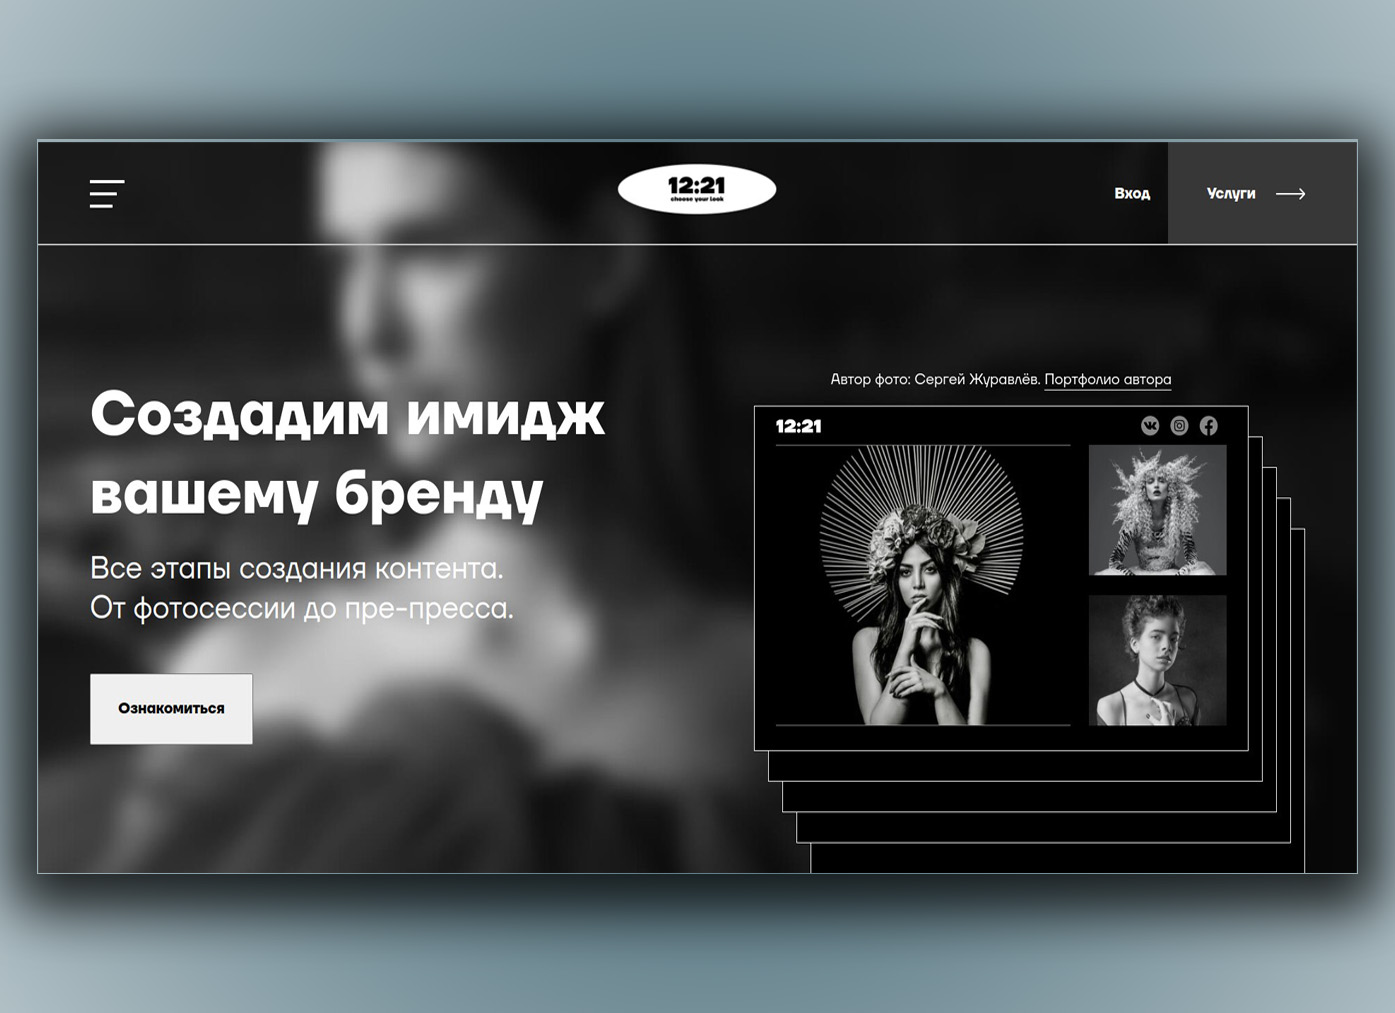 12:21
choose your look
Вход
Услуги
Автор фото: Сергей Журавлёв. Портфолио автора
12:21
Создадим имидж
вашему бренду
Все этапы создания контента.
От фотосессии до пре-пресса.
Ознакомиться